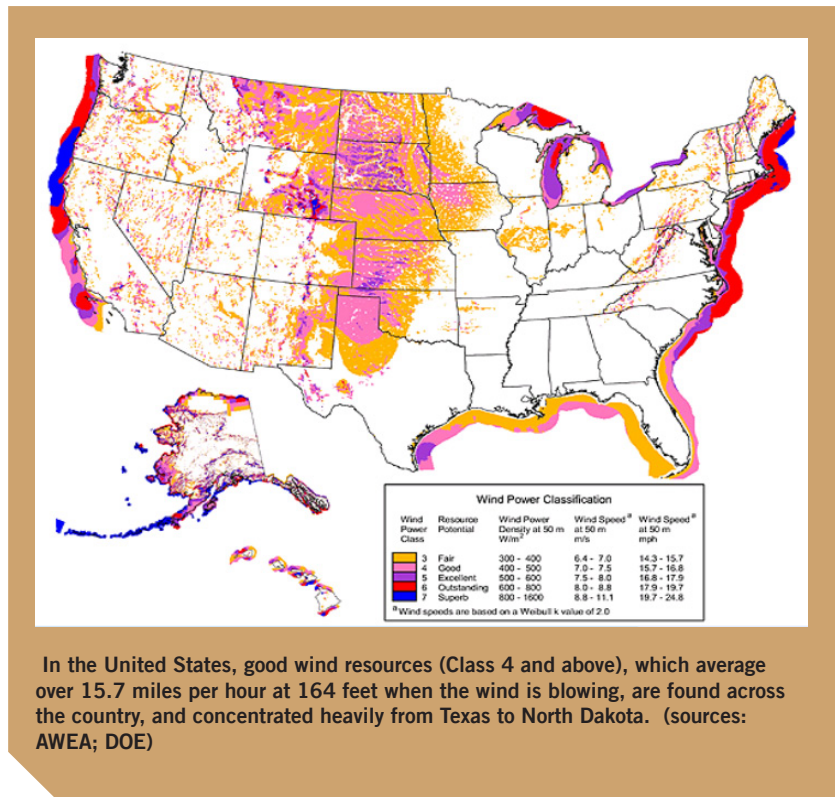 Wind Power Classification
Wind Resource Wind Power Wind Speed a Wind Speed a
Power Potential Density at 50 m at 50 m at 50 m
Class W/m2 m/s mph
3 Fair 300 - 400 6.4 - 7.0 14.3 - 15.7
4 Good 400 - 500 7.0 - 7.5 15.7 - 16.8
5 Excellent 500 - 600 7.5 - 8.0 16.8 - 17.9
6 Outstanding 600 - 800 8.0 - 8.8 17.9 - 19.7
7 Superb 800 - 1600 8.8 - 11.1 19.7 - 24.8
a Wind speeds are based on a Weibull k value of 2.0
In the United States, good wind resources (Class 4 and above), which average
over 15.7 miles per hour at 164 feet when the wind is blowing, are found across
the country, and concentrated heavily from Texas to North Dakota. (sources:
AWEA; DOE)